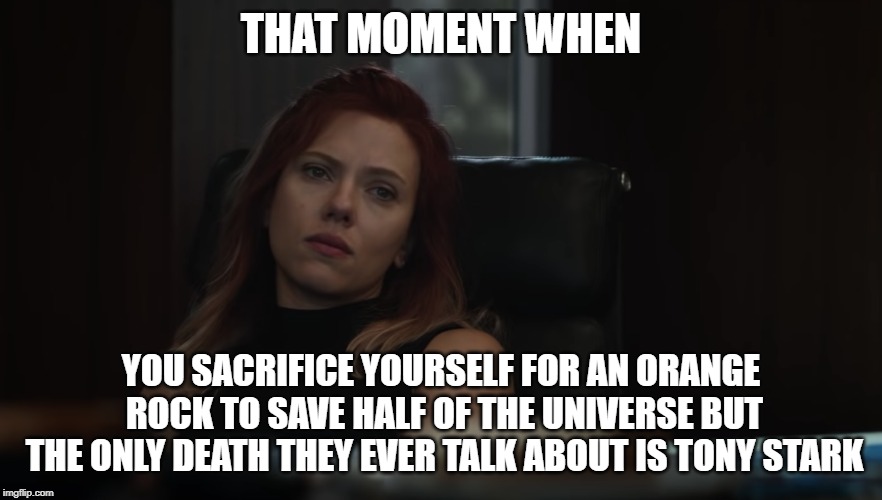 THAT MOMENT WHEN
YOU SACRIFICE YOURSELF FOR AN ORANGE
ROCK TO SAVE HALF OF THE UNIVERSE BUT
THE ONLY DEATH THEY EVER TALK ABOUT IS TONY STARK
imgflip.com